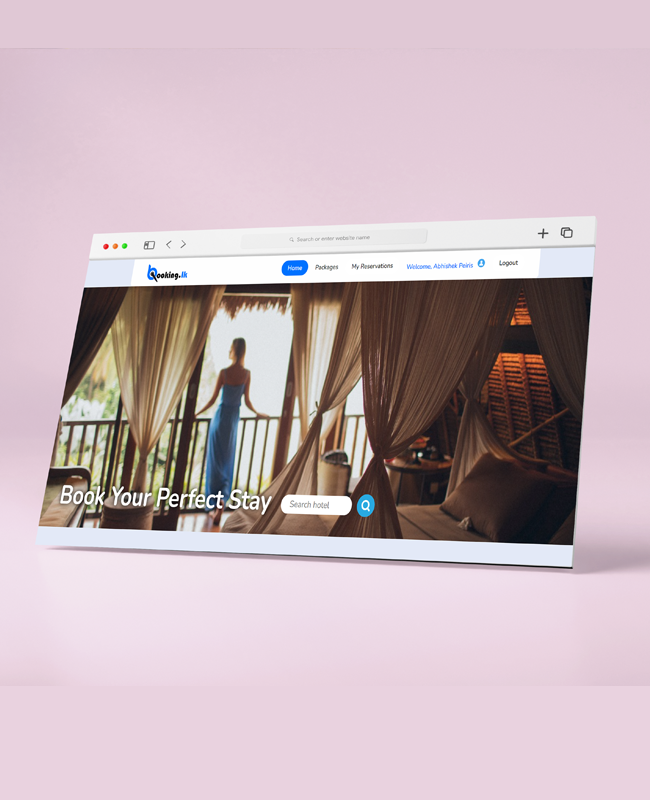 Search or enter website name
Booking.lk
Home
Packages
My Reservations
Welcome, Abhishek Peiris
Logout
Book Your Perfect Stay
Search hotel